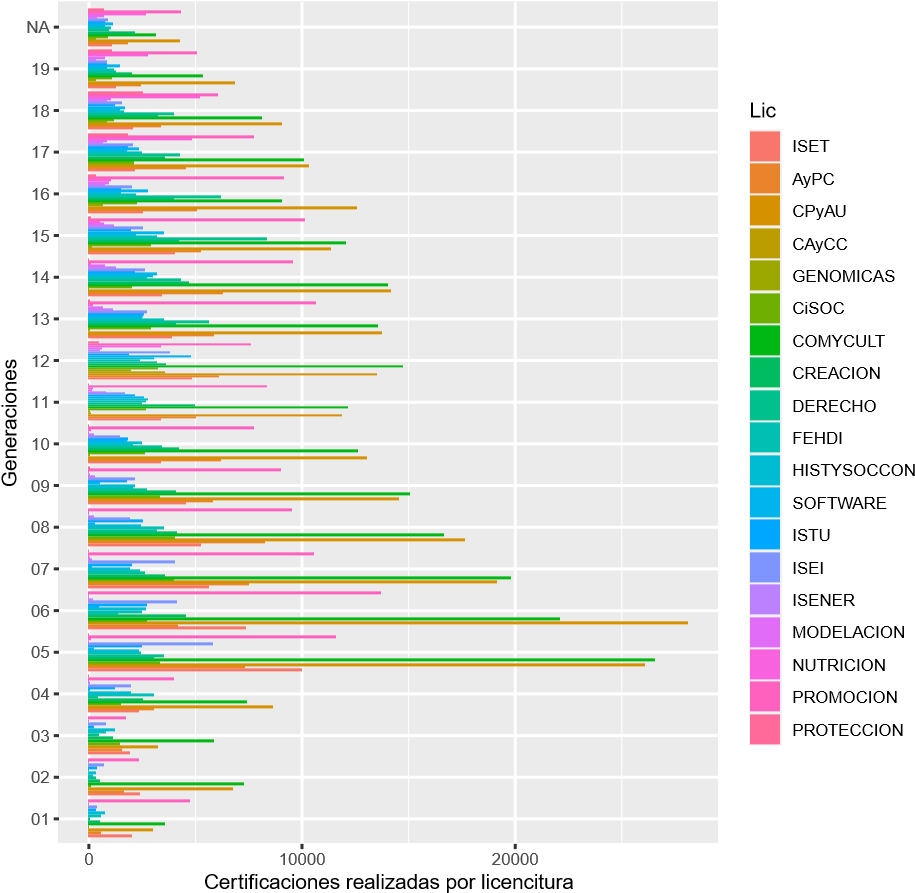 Generaciones
NA
19
18
17
16
15
14
13
12
11
10
09
08
07
06
05
04
03
02
01
0
10000
20000
Certificaciones realizadas por licencitura
Lic
ISET
AyPC
CPyAU
CAyCC
GENOMICAS
CiSOC
COMYCULT
CREACION
DERECHO
FEHDI
HISTYSOCCON
SOFTWARE
ISTU
ISEI
ISENER
MODELACION
NUTRICION
PROMOCION
PROTECCION